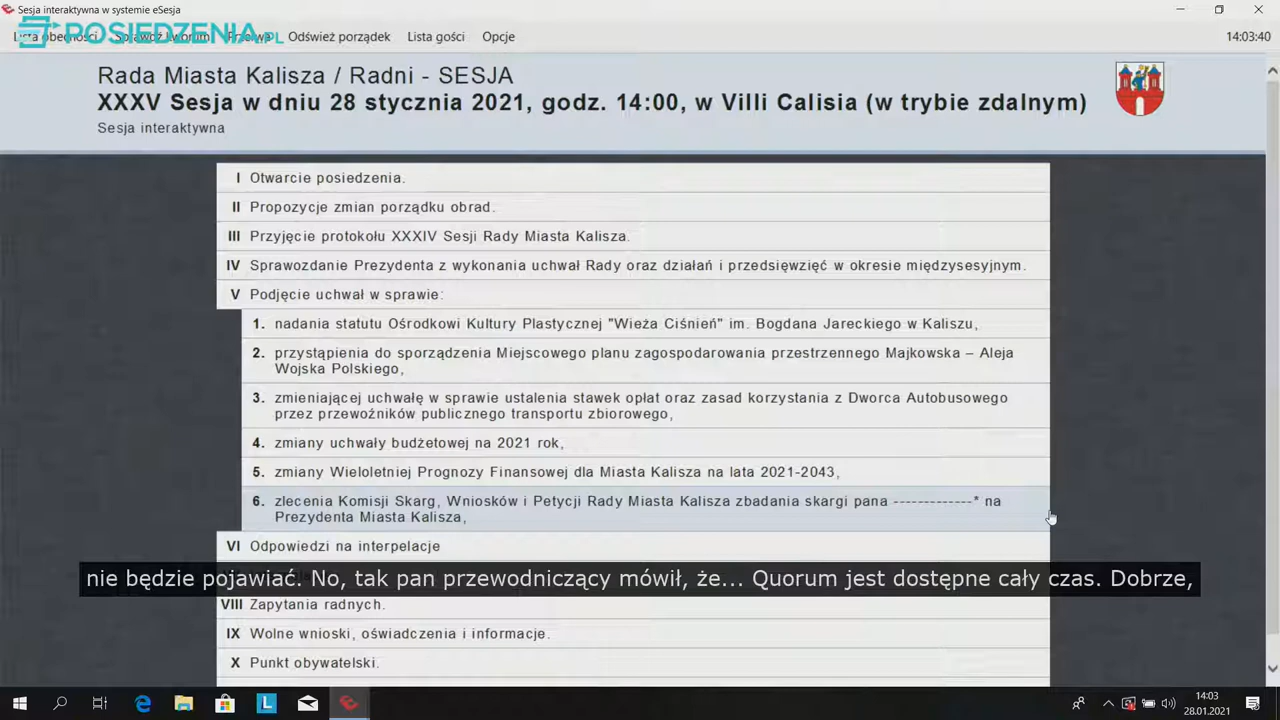 Sesja interaktywna w systemie eSesja
POSIEDZENIA.PL
Lista obecności Sprawdź kworum Przerwa Odśwież porządek Lista gości Opcje 14:03:40
Rada Miasta Kalisza / Radni - SESJA
XXXV Sesja w dniu 28 stycznia 2021, godz. 14:00, w Villi Calisia (w trybie zdalnym)
Sesja interaktywna
I Otwarcie posiedzenia.
II Propozycje zmian porządku obrad.
III Przyjęcie protokołu XXXIV Sesji Rady Miasta Kalisza.
IV Sprawozdanie Prezydenta z wykonania uchwał Rady oraz działań i przedsięwzięć w okresie międzysesyjnym.
V Podjęcie uchwał w sprawie:
1. nadania statutu Ośrodkowi Kultury Plastycznej "Wieża Ciśnień" im. Bogdana Jareckiego w Kaliszu,
2. przystąpienia do sporządzenia Miejscowego planu zagospodarowania przestrzennego Majkowska – Aleja
Wojska Polskiego,
3. zmieniającej uchwałę w sprawie ustalenia stawek opłat oraz zasad korzystania z Dworca Autobusowego
przez przewoźników publicznego transportu zbiorowego,
4. zmiany uchwały budżetowej na 2021 rok,
5. zmiany Wieloletniej Prognozy Finansowej dla Miasta Kalisza na lata 2021-2043,
6. zlecenia Komisji Skarg, Wniosków i Petycji Rady Miasta Kalisza zbadania skargi pana -------------* na
Prezydenta Miasta Kalisza,
VI Odpowiedzi na interpelacje
nie będzie pojawiać. No, tak pan przewodniczący mówił, że... Quorum jest dostępne cały czas. Dobrze,
VIII Zapytania radnych.
IX Wolne wnioski, oświadczenia i informacje.
X Punkt obywatelski.
14:03
28.01.2021